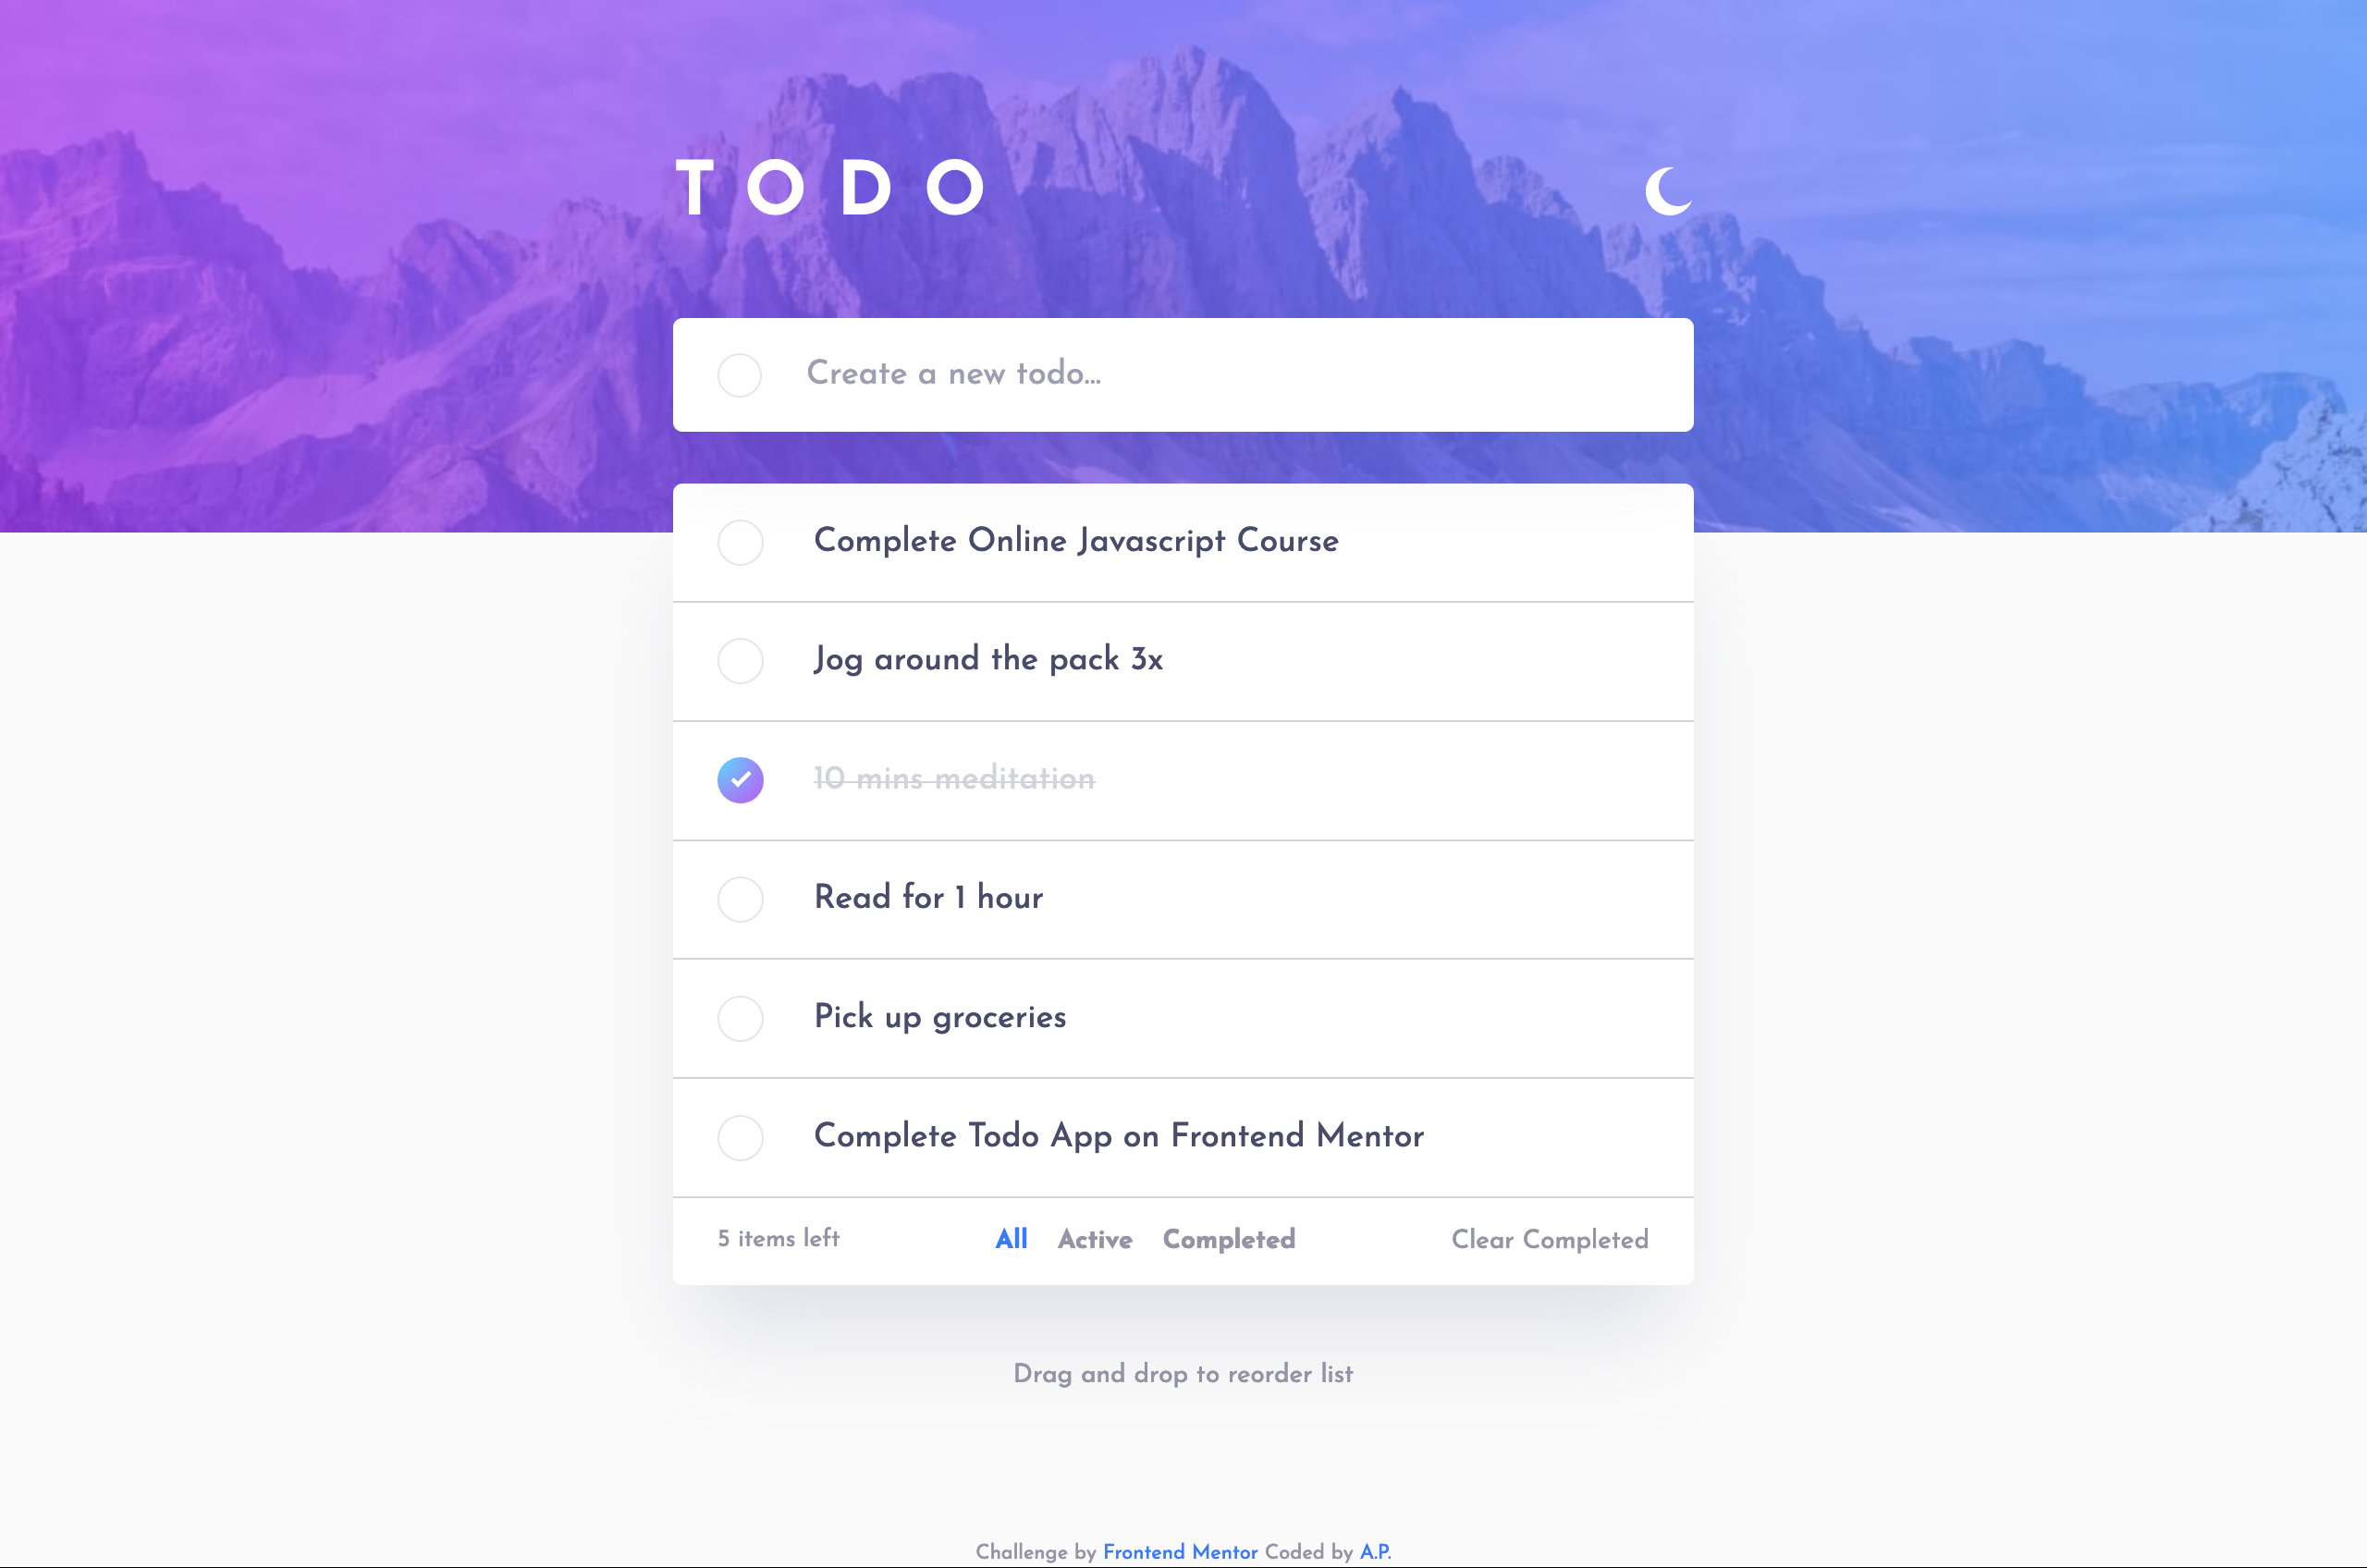 TODO
Create a new todo...
Complete Online Javascript Course
Jog around the pack 3x
10 mins meditation
Read for 1 hour
Pick up groceries
Complete Todo App on Frontend Mentor
5 items left All Active Completed Clear Completed
Drag and drop to reorder list
Challenge by Frontend Mentor Coded by A.P.